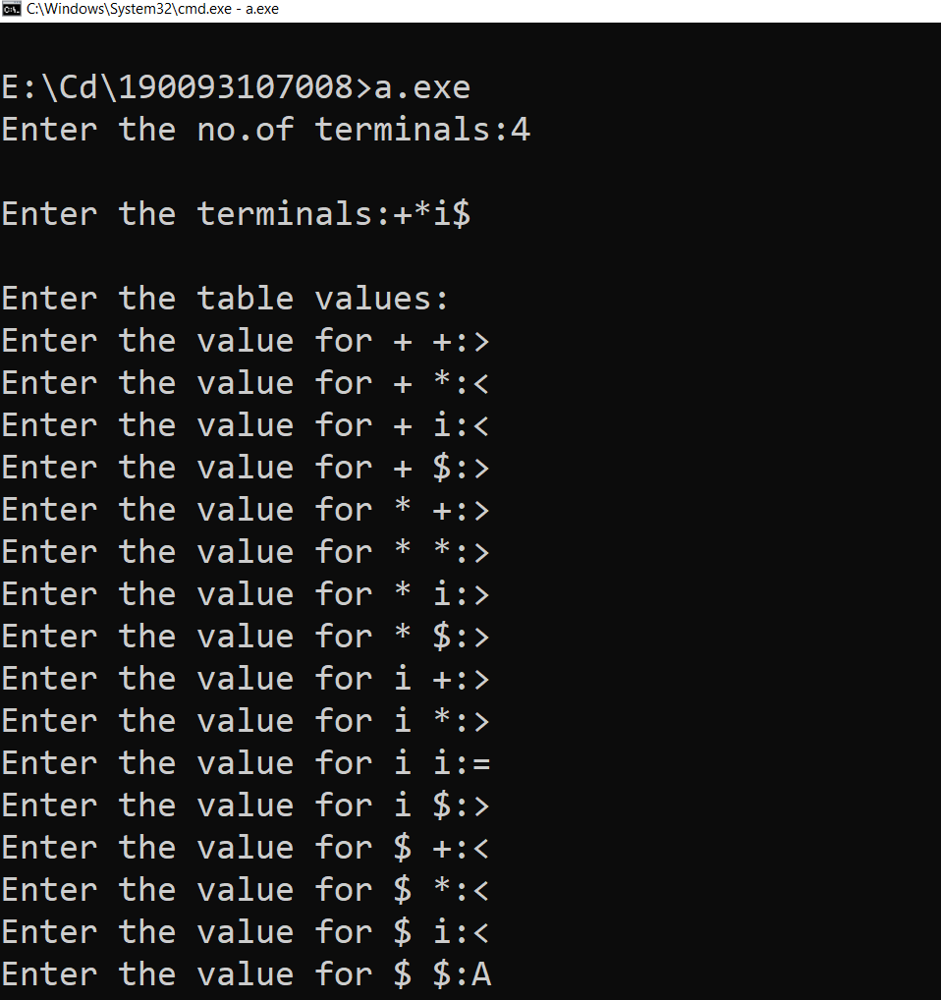 C:\Windows\System32\cmd.exe - a.exe
E:\Cd\190093107008>a.exe
Enter the no.of terminals:4
Enter the terminals:+*i$
Enter the table values:
Enter the value for + +:>
Enter the value for + *:<
Enter the value for + i:<
Enter the value for + $:>
Enter the value for * +:>
Enter the value for * *:>
Enter the value for * i:>
Enter the value for * $:>
Enter the value for i +:>
Enter the value for i *:>
Enter the value for i i:=
Enter the value for i $:>
Enter the value for $ +:<
Enter the value for $ *:<
Enter the value for $ i:<
Enter the value for $ $:A